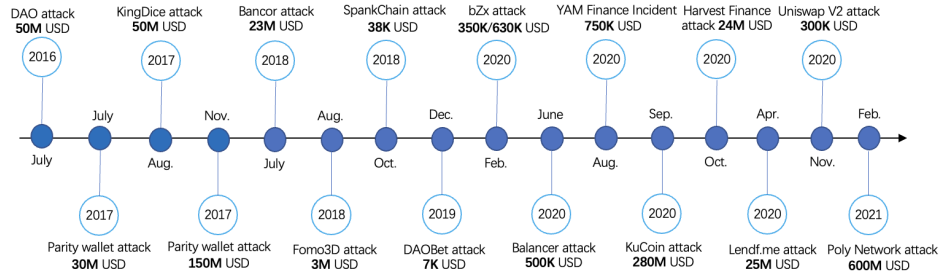 DAO attack
50M USD
KingDice attack
50M USD
Bancor attack
23M USD
SpankChain attack
38K USD
bZx attack
350K/630K USD
YAM Finance Incident
750K USD
Harvest Finance
attack 24M USD
Uniswap V2 attack
300K USD
2016
2017
2018
2018
2020
2020
2020
2020
July
Nov.
Aug.
Dec.
June
Sep.
Apr.
Feb.
July
Aug.
July
Oct.
Feb.
Aug.
Oct.
Nov.
2017
2017
2018
2019
2020
2020
2020
2021
Parity wallet attack
30M USD
Parity wallet attack
150M USD
Fomo3D attack
3M USD
DAOBet attack
7K USD
Balancer attack
500K USD
KuCoin attack
280M USD
Lendf.me attack
25M USD
Poly Network attack
600M USD